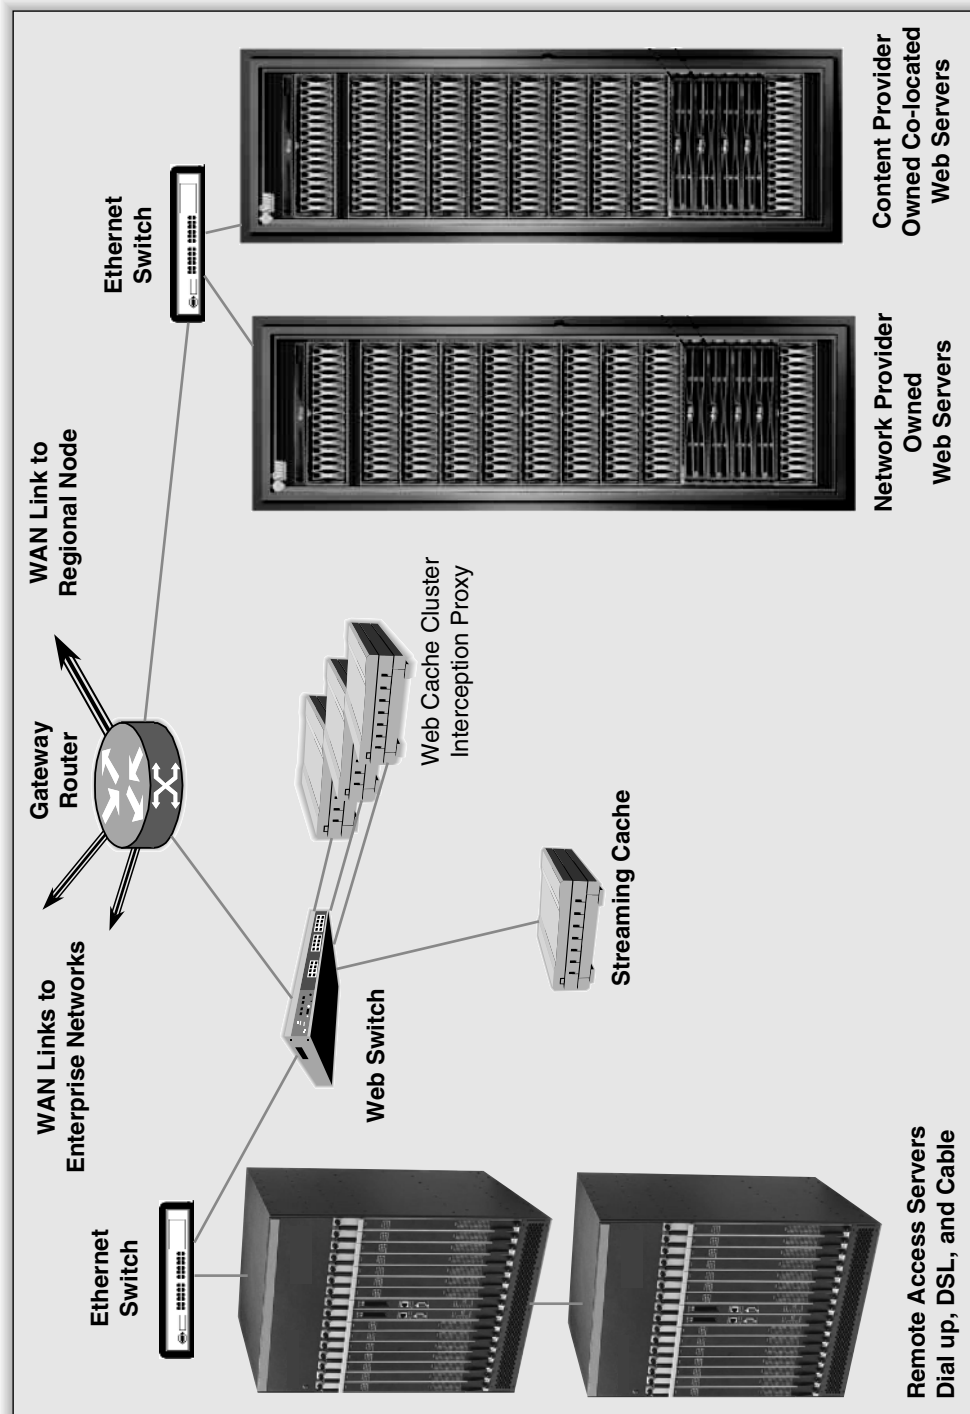 WAN Links to
Enterprise Networks
Gateway
Router
WAN Link to
Regional Node
Ethernet
Switch
Ethernet
Switch
Web Switch
Web Cache Cluster
Interception Proxy
Streaming Cache
Remote Access Servers
Dial up, DSL, and Cable
Network Provider
Owned
Web Servers
Content Provider
Owned Co-located
Web Servers